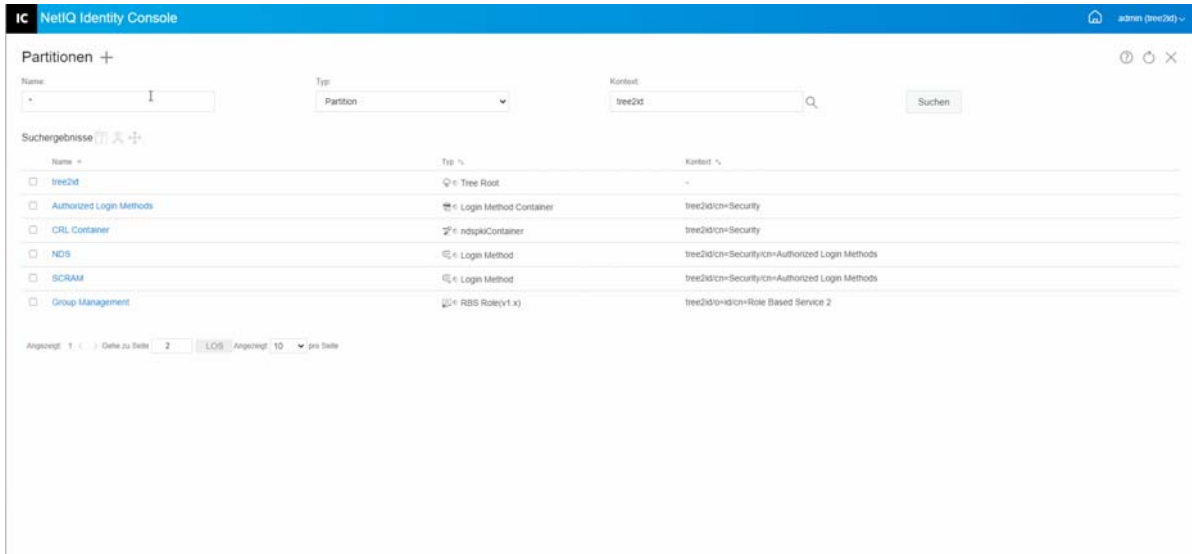 IC NetIQ Identity Console admin (tree2id)
Partitionen +
Name: Typ: Kontext:
* Partition tree2id Suchen
Suchergebnisse
Name Typ Kontext
tree2id Tree Root -
Authorized Login Methods Login Method Container tree2id/cn=Security
CRL Container ndspkiContainer tree2id/cn=Security
NDS Login Method tree2id/cn=Security/cn=Authorized Login Methods
SCRAM Login Method tree2id/cn=Security/cn=Authorized Login Methods
Group Management RBS Role(v1.x) tree2id/o=id/cn=Role Based Service 2
Angezeigt: 1 < > Gehe zu Seite 2 LOS Angezeigt 10 pro Seite